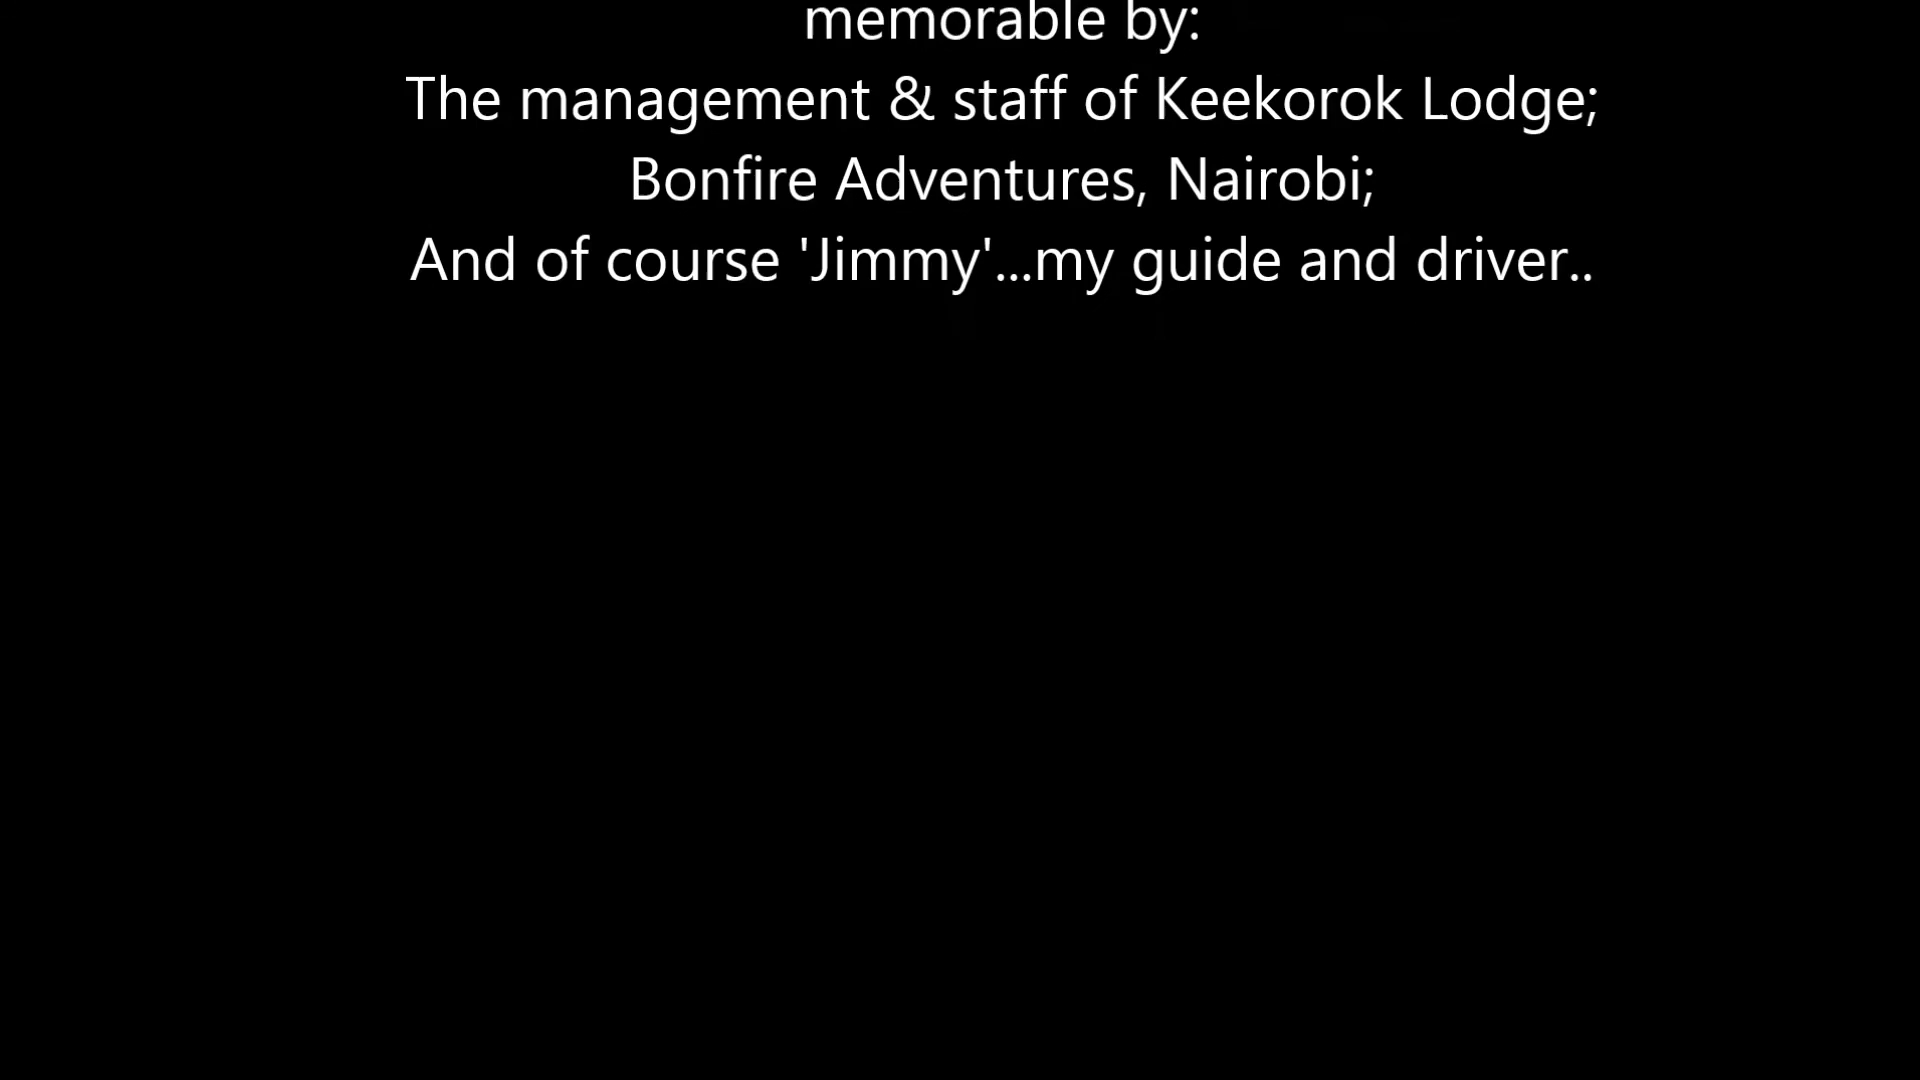 memorable by:
The management & staff of Keekorok Lodge;
Bonfire Adventures, Nairobi;
And of course 'Jimmy'...my guide and driver..